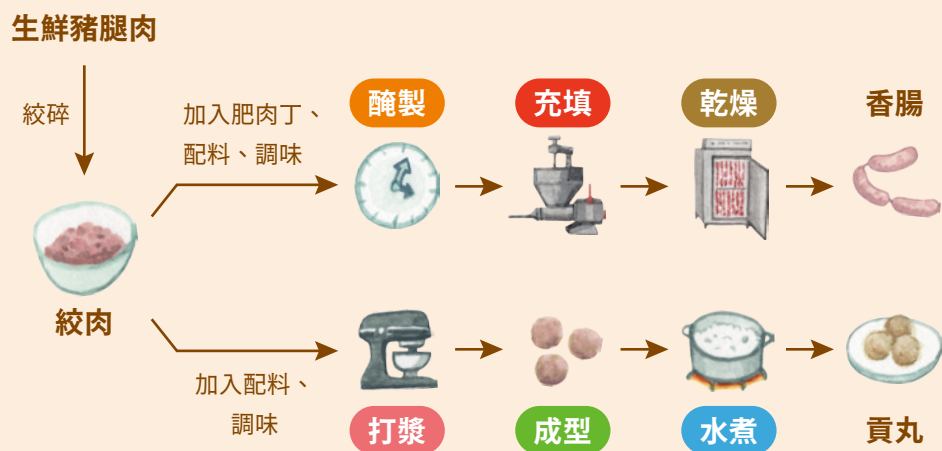 生鮮豬腿肉
絞碎
絞肉
加入肥肉丁、
配料、調味
醃製
充填
乾燥
香腸
加入配料、
調味
打漿
成型
水煮
貢丸